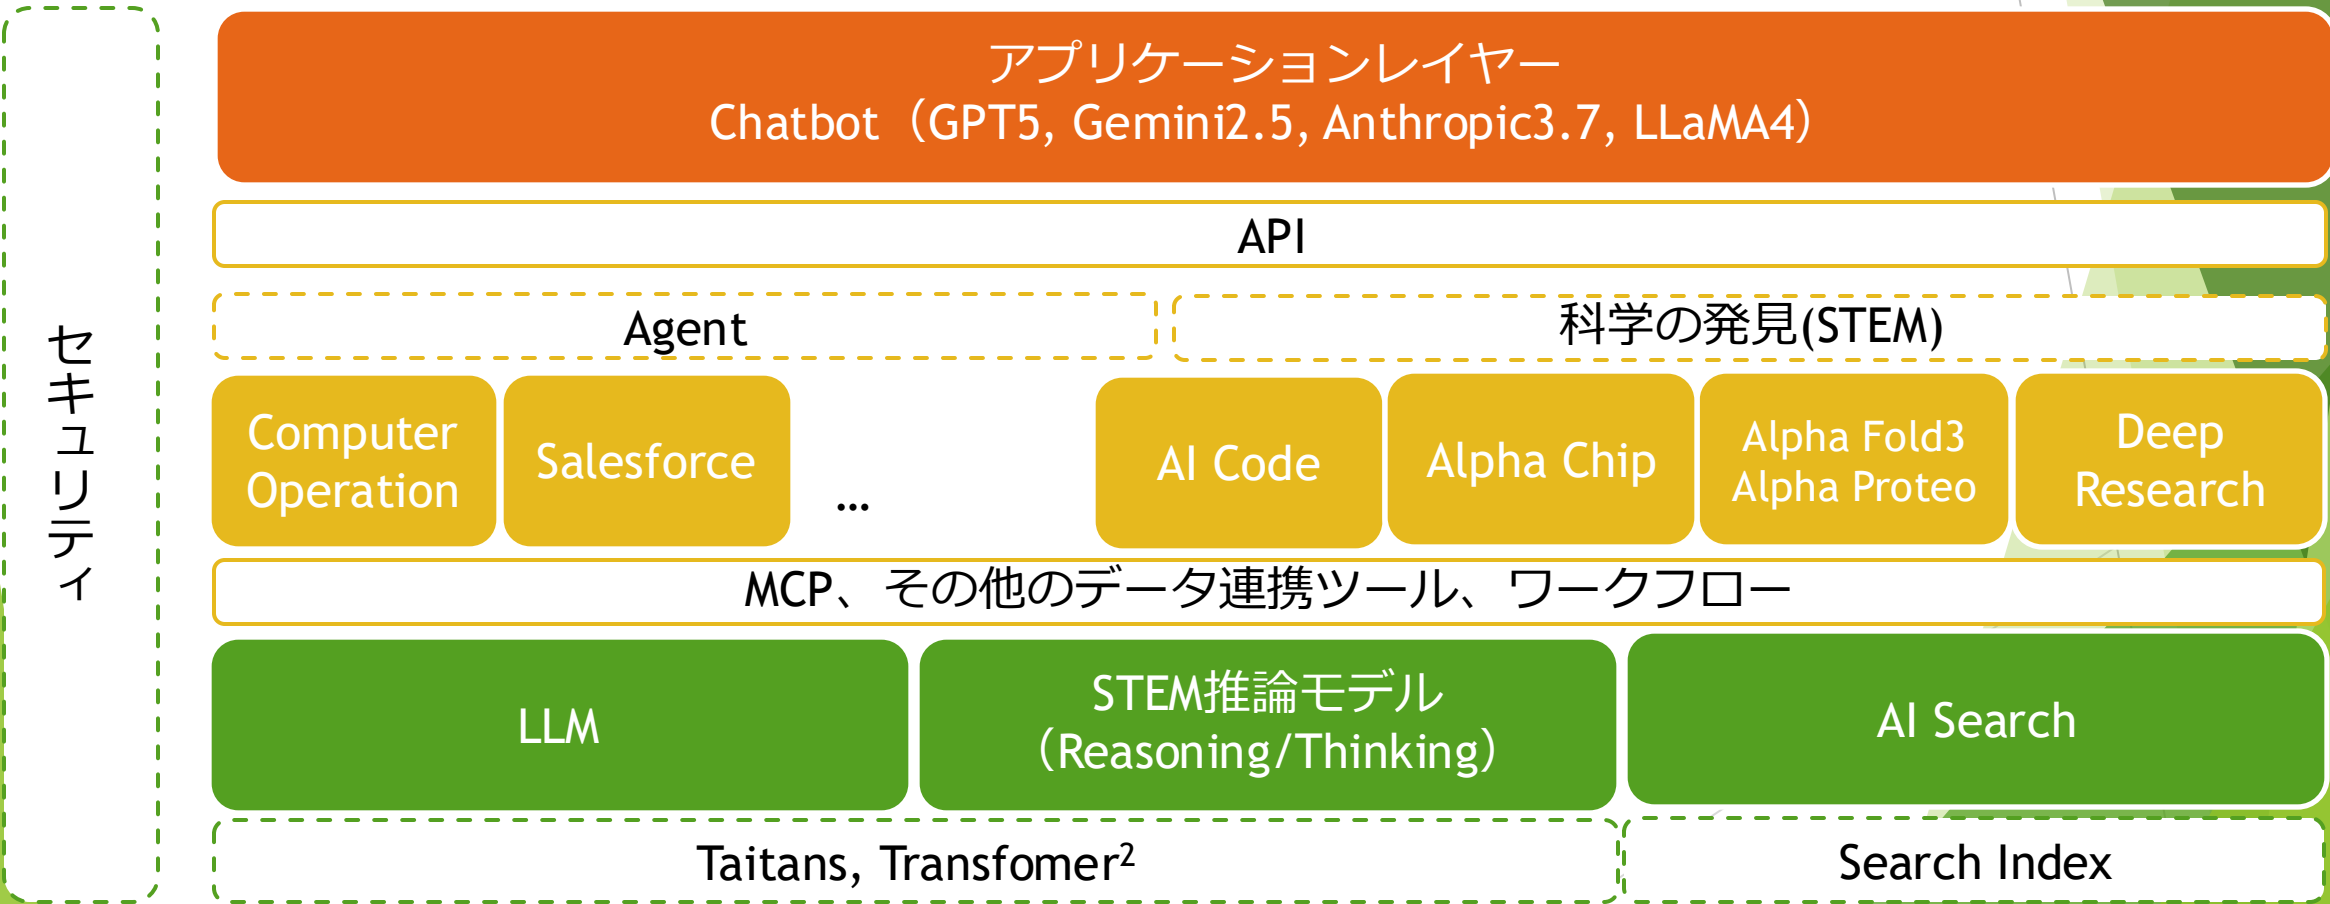 セキュリティ
アプリケーションレイヤー
Chatbot（GPT5, Gemini2.5, Anthropic3.7, LLaMA4）
API
Agent
科学の発見(STEM)
Computer
Operation
Salesforce
…
AI Code
Alpha Chip
Alpha Fold3
Alpha Proteo
Deep
Research
MCP、その他のデータ連携ツール、ワークフロー
LLM
STEM推論モデル
（Reasoning/Thinking）
AI Search
Taitans, Transfomer²
Search Index